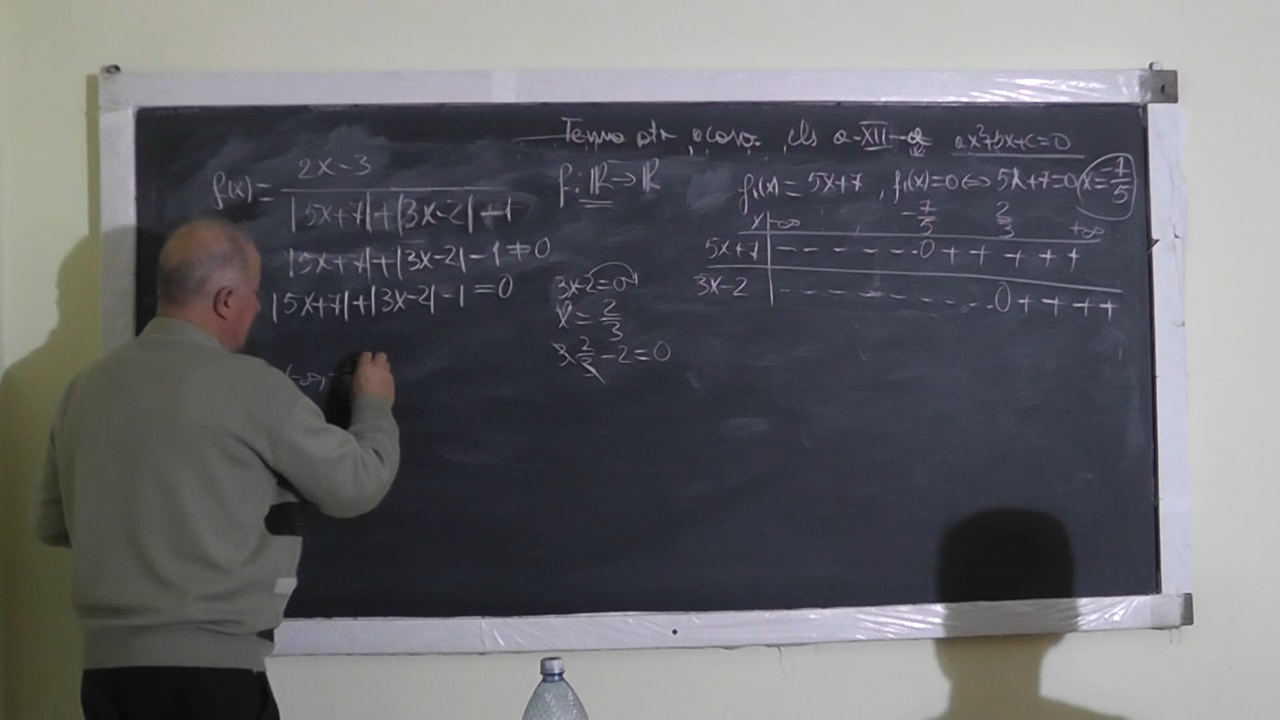 Tema ptr. acasa cls a-XII-a
ax²+bx+c=0
f(x)= 2x-3 / |5x+7|+|3x-2|+1
f: ℝ→ℝ
f₁(x)=5x+7, f₁(x)=0⇔5x+7=0 x=-7/5
|5x+7|+|3x-2|-1≠0
|5x+7|+|3x-2|-1=0
(-∞, -
3x-2=0
x=2/3
3·2/3-2=0
x | -∞ -7/5 2/3 +∞
5x+7 | - - - - - - 0 + + + + +
3x-2 | - - - - - - - - - - 0 + + + +